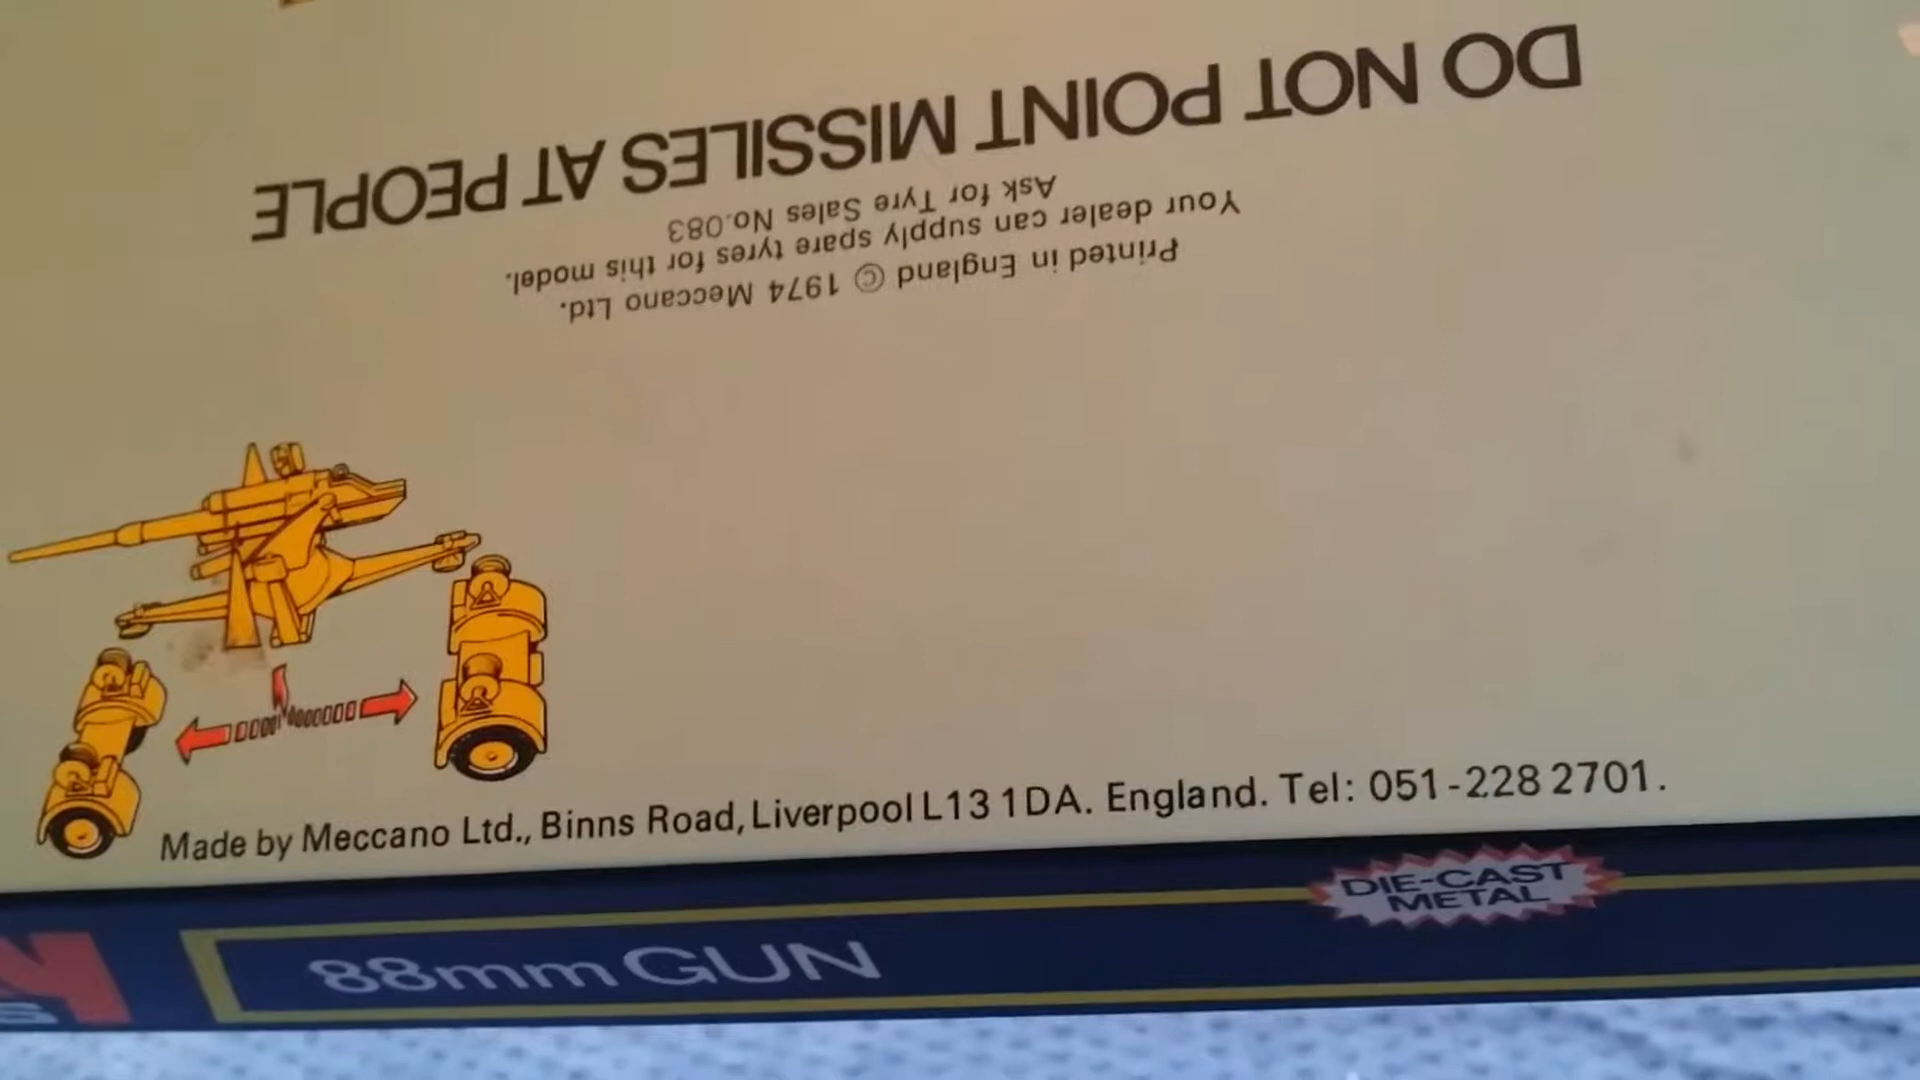 DO NOT POINT MISSILES AT PEOPLE
Ask for Tyre Sales No.083
Your dealer can supply spare tyres for this model.
Printed in England © 1974 Meccano Ltd.
Made by Meccano Ltd., Binns Road, Liverpool L13 1DA. England. Tel: 051-228 2701.
DIE-CAST
METAL
88mm GUN